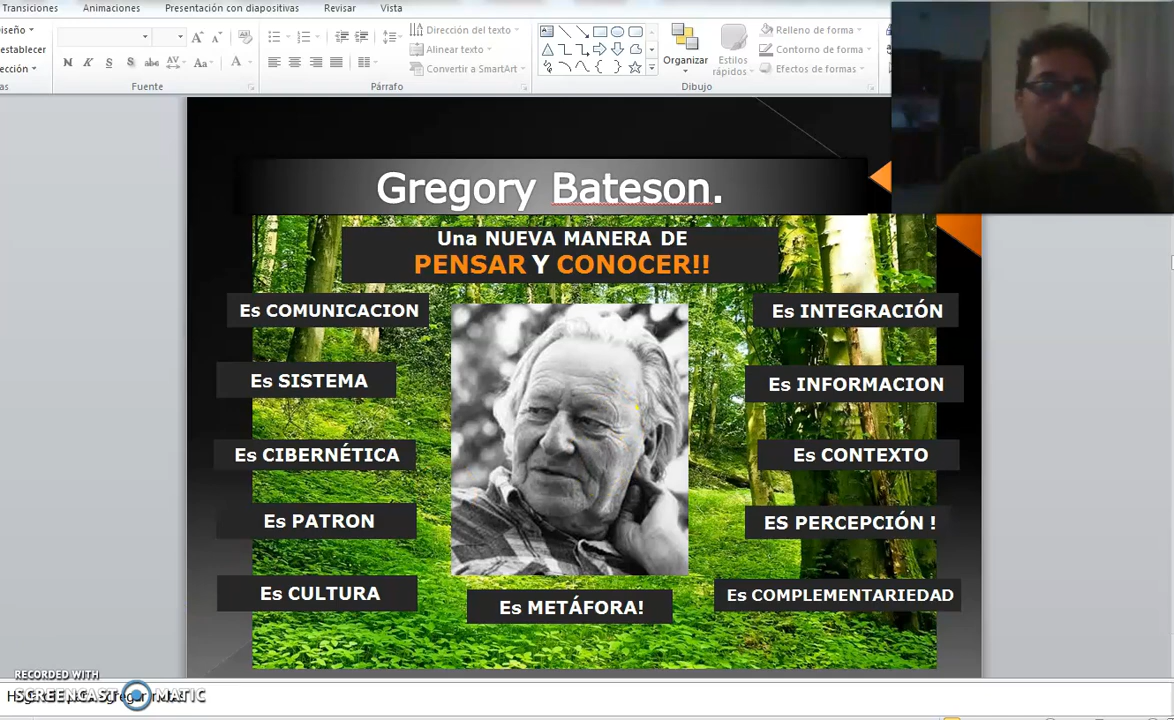 Transiciones
Animaciones
Presentación con diapositivas
Revisar
Vista
Dirección del texto
Alinear texto
Convertir a SmartArt
Organizar
Estilos
rápidos
Relleno de forma
Contorno de forma
Efectos de formas
Fuente
Párrafo
Dibujo
Gregory Bateson.
Una NUEVA MANERA DE
PENSAR Y CONOCER!!
Es COMUNICACION
Es SISTEMA
Es CIBERNÉTICA
Es PATRON
Es CULTURA
Es METÁFORA!
Es INTEGRACIÓN
Es INFORMACION
Es CONTEXTO
ES PERCEPCIÓN !
Es COMPLEMENTARIEDAD
RECORDED WITH
SCREENCAST MATIC